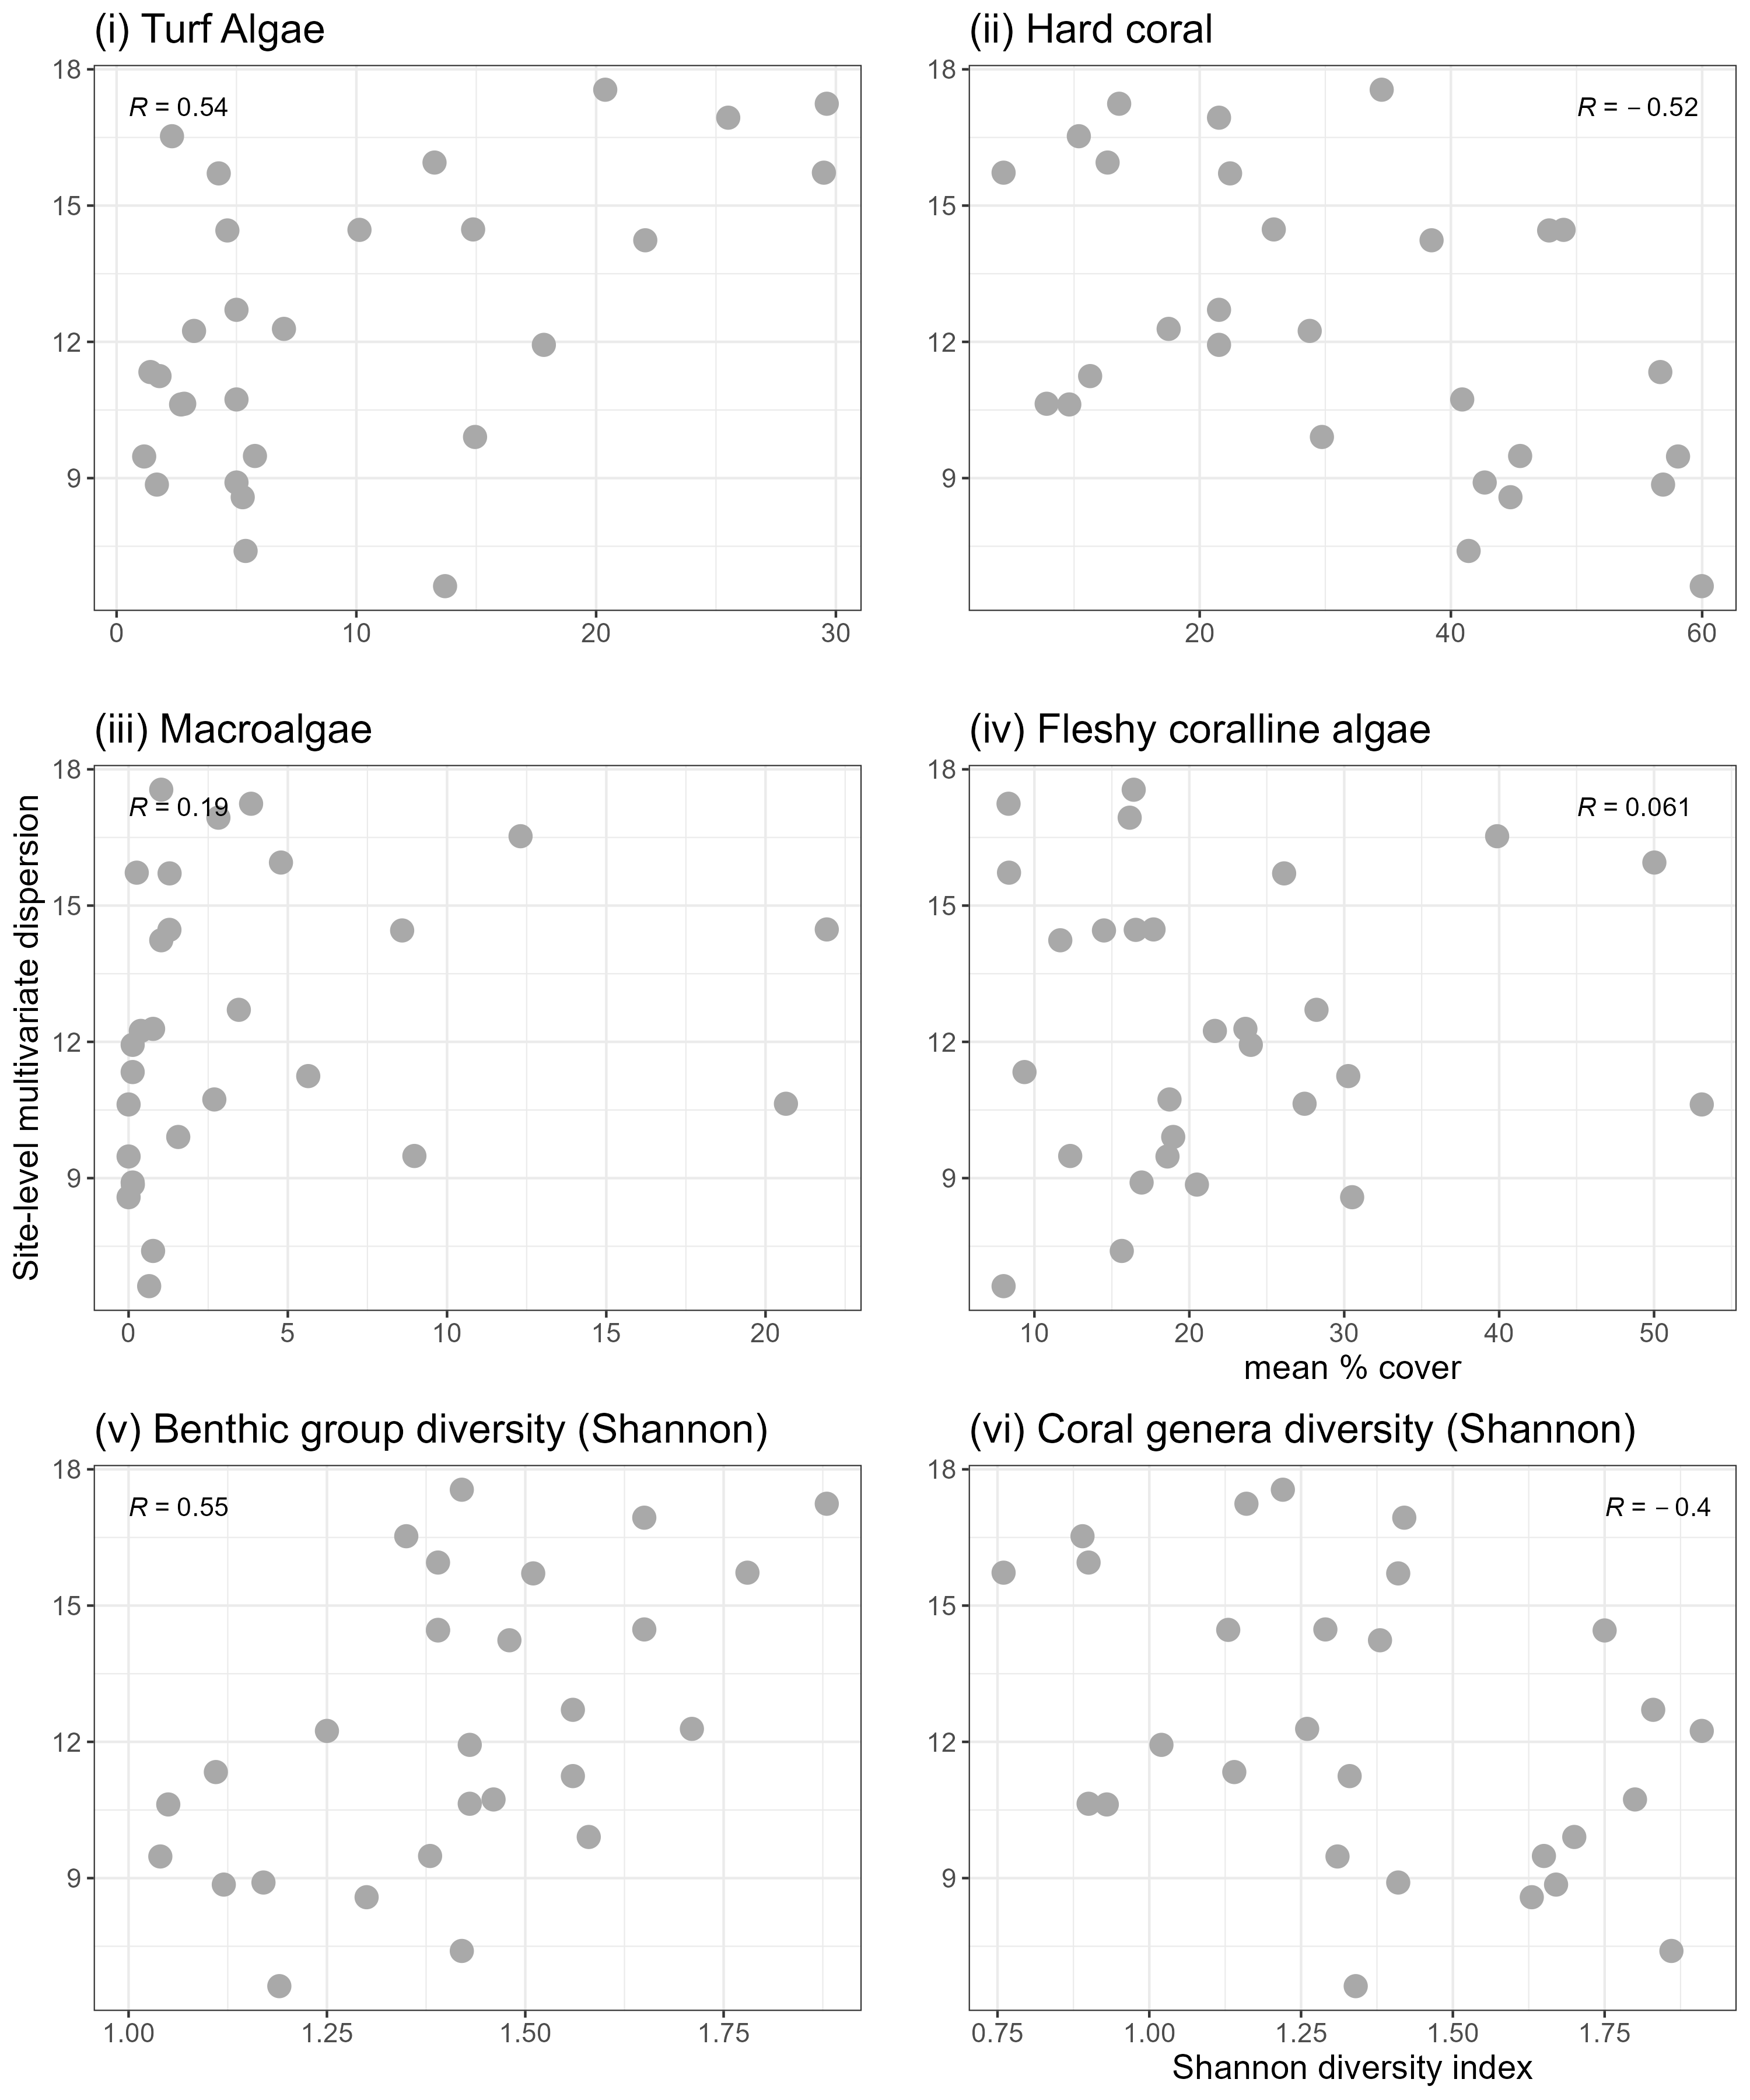 (i) Turf Algae
18
15
12
9
R = 0.54
0 10 20 30
(ii) Hard coral
18
15
12
9
R = − 0.52
20 40 60
Site-level multivariate dispersion
(iii) Macroalgae
18
15
12
9
R = 0.19
0 5 10 15 20
(iv) Fleshy coralline algae
18
15
12
9
R = 0.061
10 20 30 40 50
mean % cover
(v) Benthic group diversity (Shannon)
18
15
12
9
R = 0.55
1.00 1.25 1.50 1.75
(vi) Coral genera diversity (Shannon)
18
15
12
9
R = − 0.4
0.75 1.00 1.25 1.50 1.75
Shannon diversity index